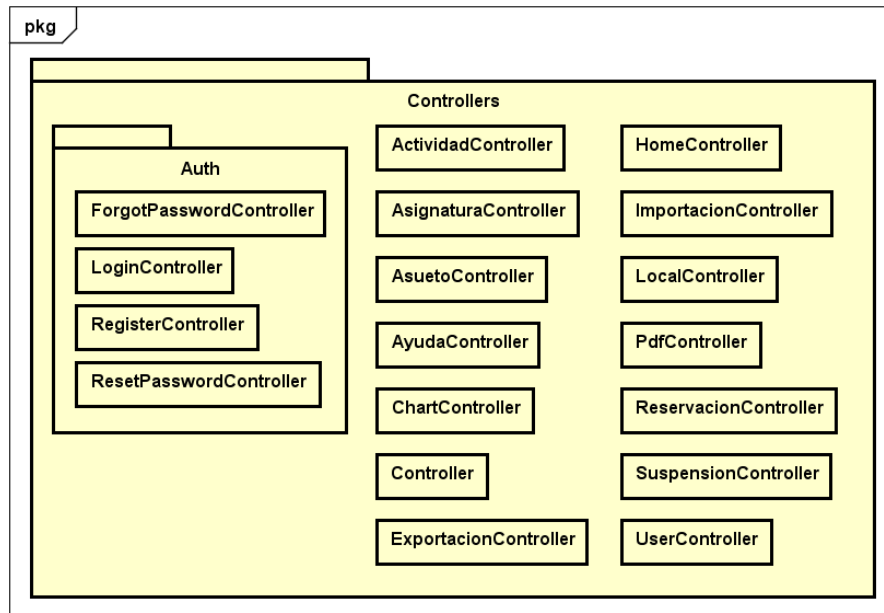 pkg
Controllers
Auth
ForgotPasswordController
LoginController
RegisterController
ResetPasswordController
ActividadController
AsignaturaController
AsuetoController
AyudaController
ChartController
Controller
ExportacionController
HomeController
ImportacionController
LocalController
PdfController
ReservacionController
SuspensionController
UserController